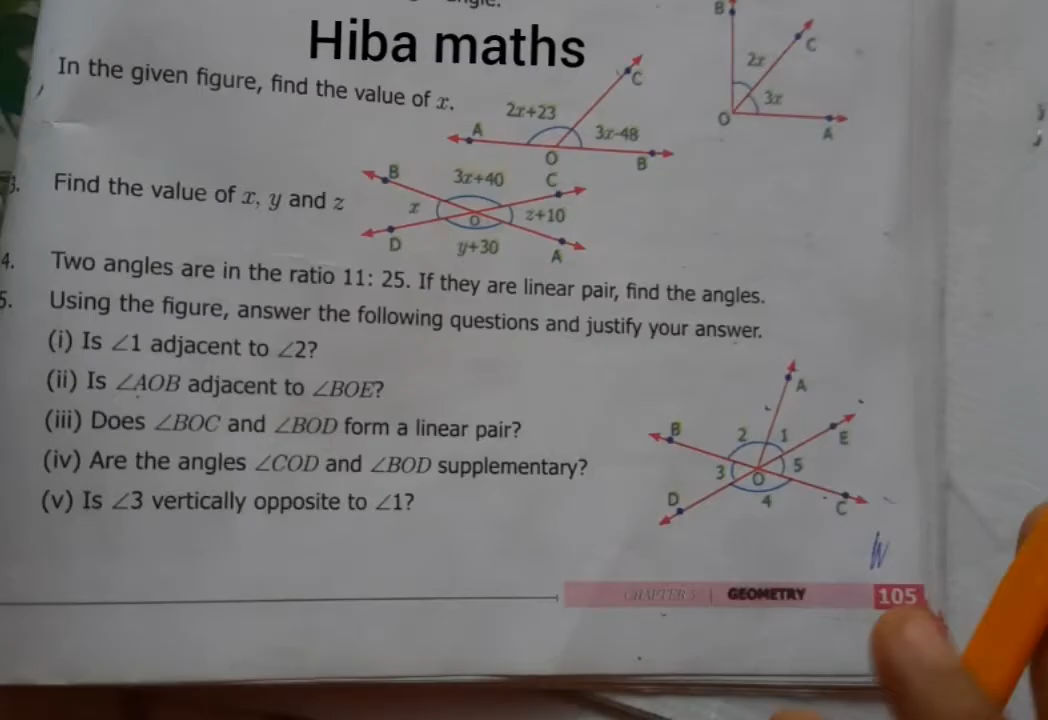 angle.
Hiba maths
In the given figure, find the value of x.
B
C
2x
3x
O
A
C
2x+23
3x-48
A
O
B
3. Find the value of x, y and z
B
3x+40
C
x
O
z+10
D
y+30
A
4. Two angles are in the ratio 11: 25. If they are linear pair, find the angles.
5. Using the figure, answer the following questions and justify your answer.
(i) Is ∠1 adjacent to ∠2?
(ii) Is ∠AOB adjacent to ∠BOE?
(iii) Does ∠BOC and ∠BOD form a linear pair?
(iv) Are the angles ∠COD and ∠BOD supplementary?
(v) Is ∠3 vertically opposite to ∠1?
A
B
2
1
E
3
O
5
D
4
C
CHAPTER 5 | GEOMETRY 105